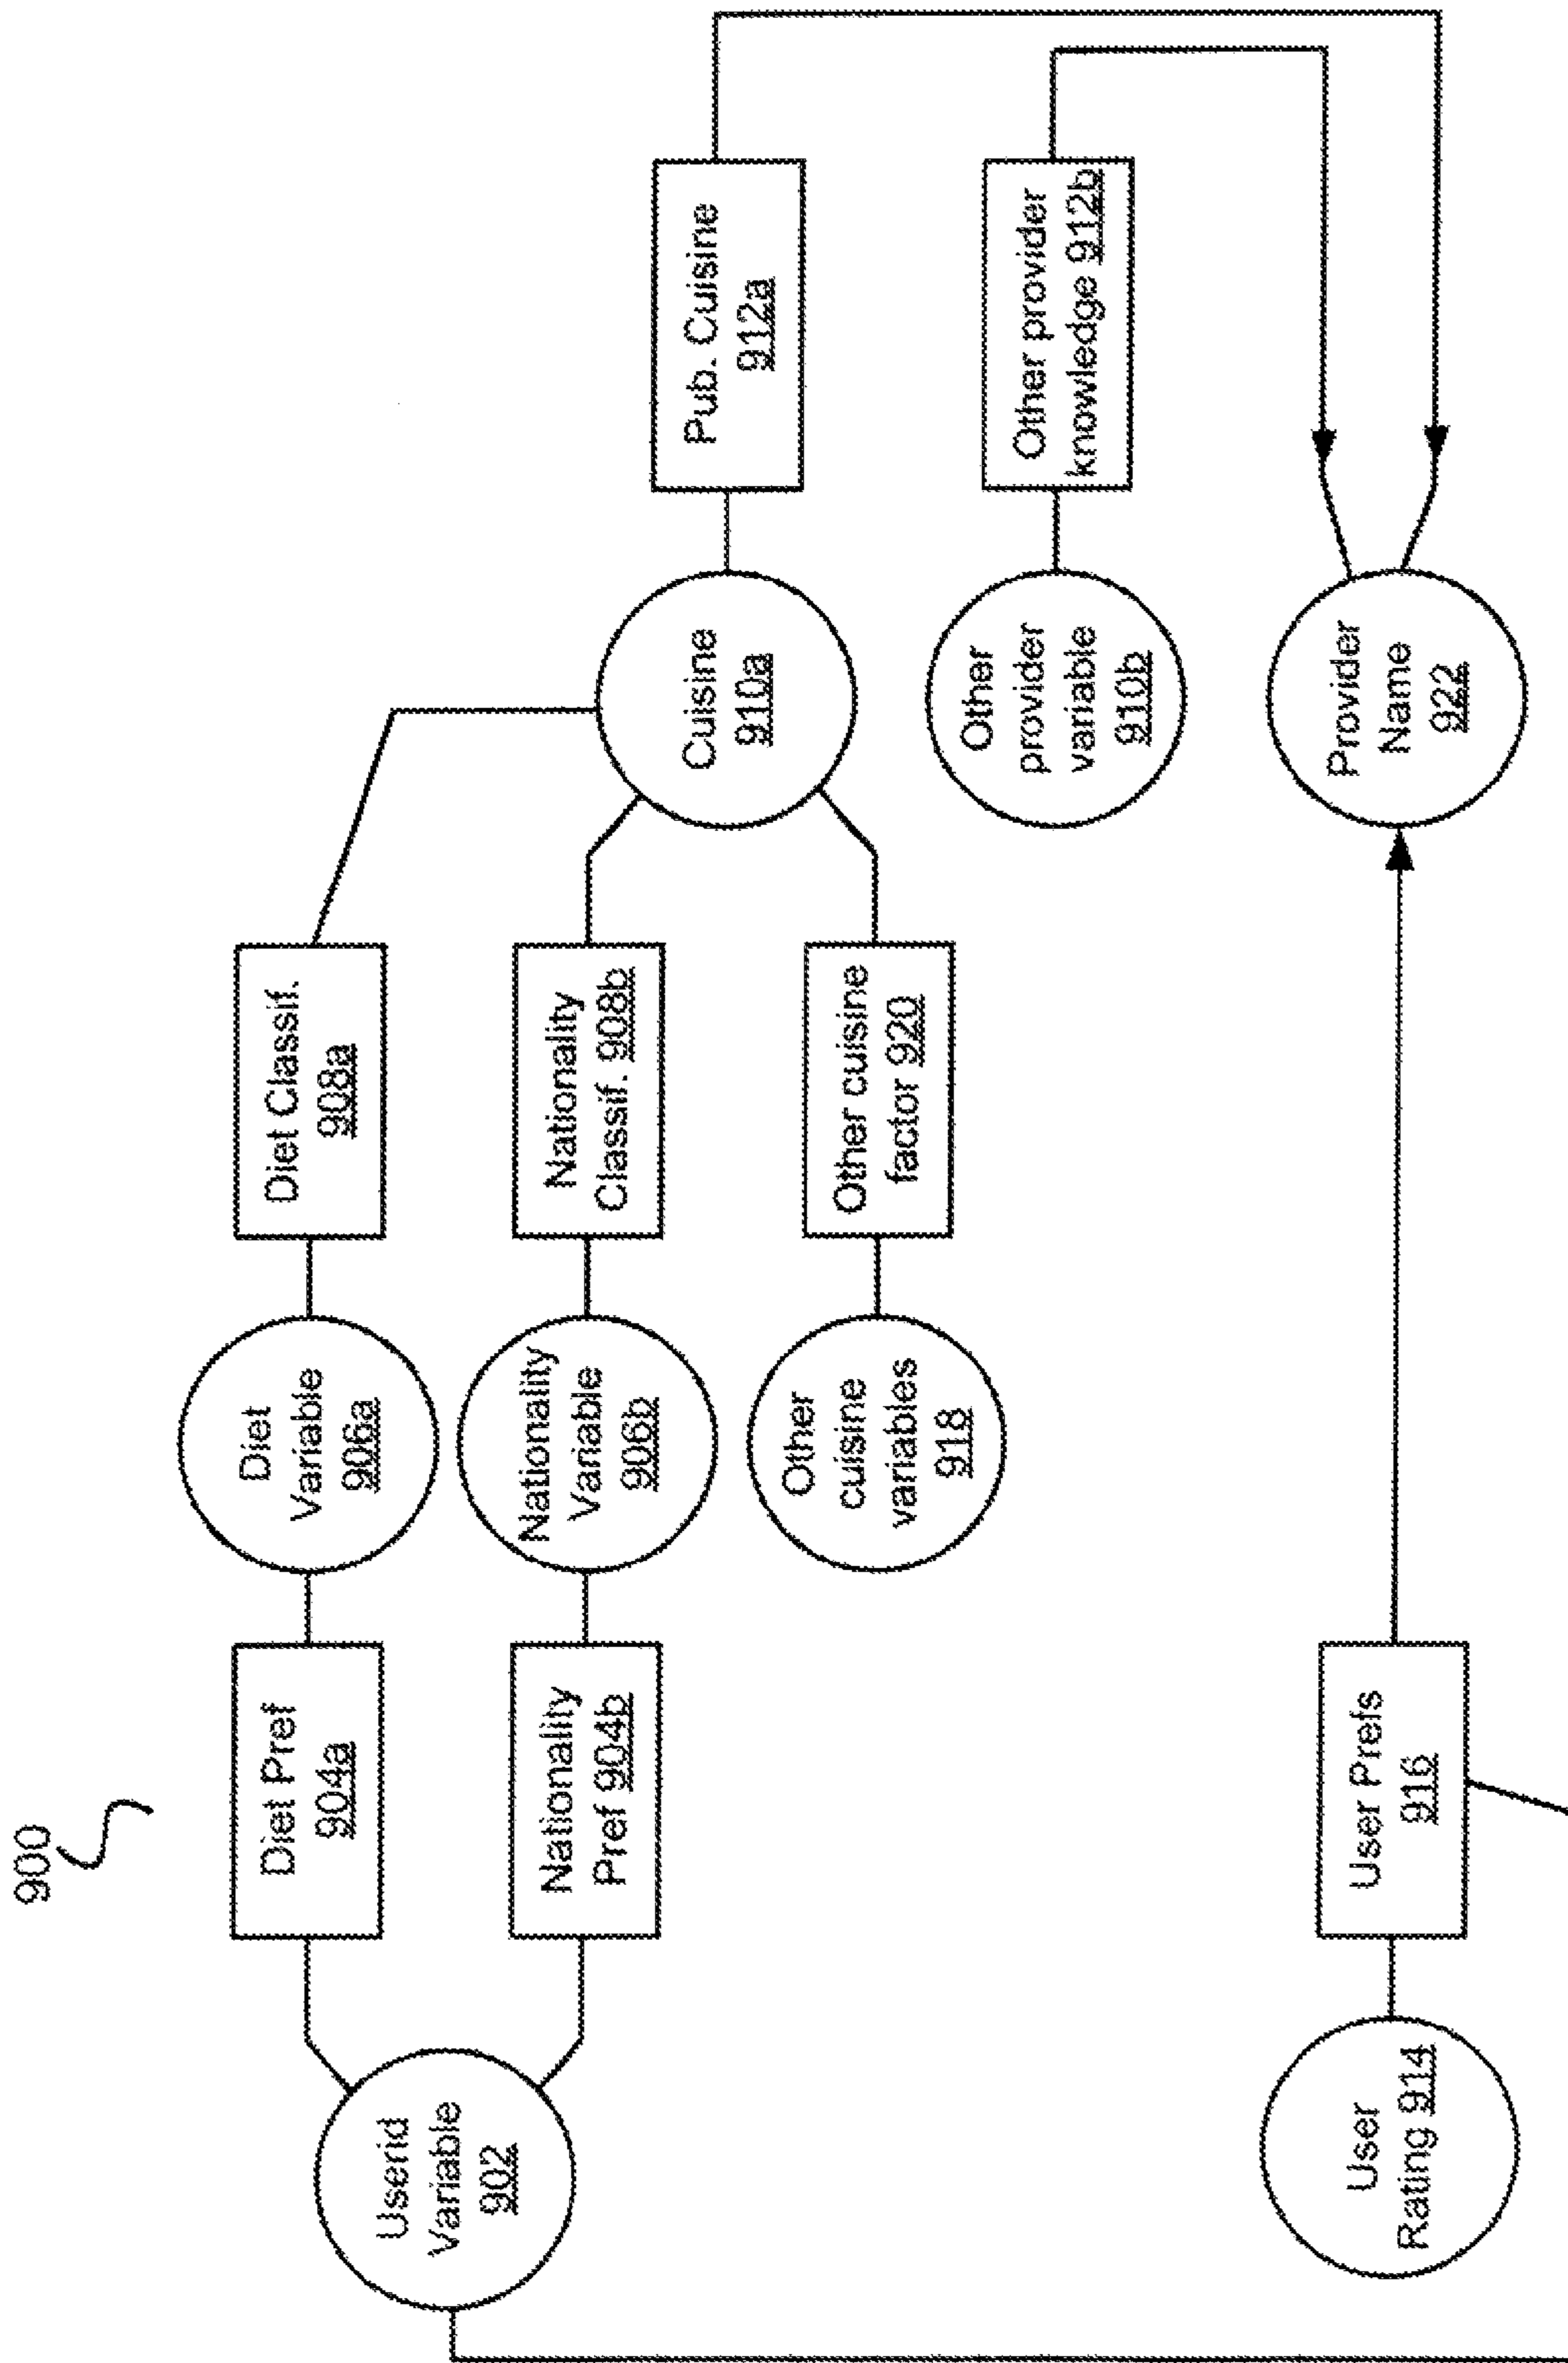 900
Userid
Variable
902
Diet Pref
904a
Nationality
Pref 904b
Diet
Variable
906a
Nationality
Variable
906b
Other
cuisine
variables
918
Diet Classif.
908a
Nationality
Classif. 908b
Other cuisine
factor 920
Cuisine
910a
Pub. Cuisine
912a
Other
provider
variable
910b
Other provider
knowledge 912b
User
Rating 914
User Prefs
916
Provider
Name
922